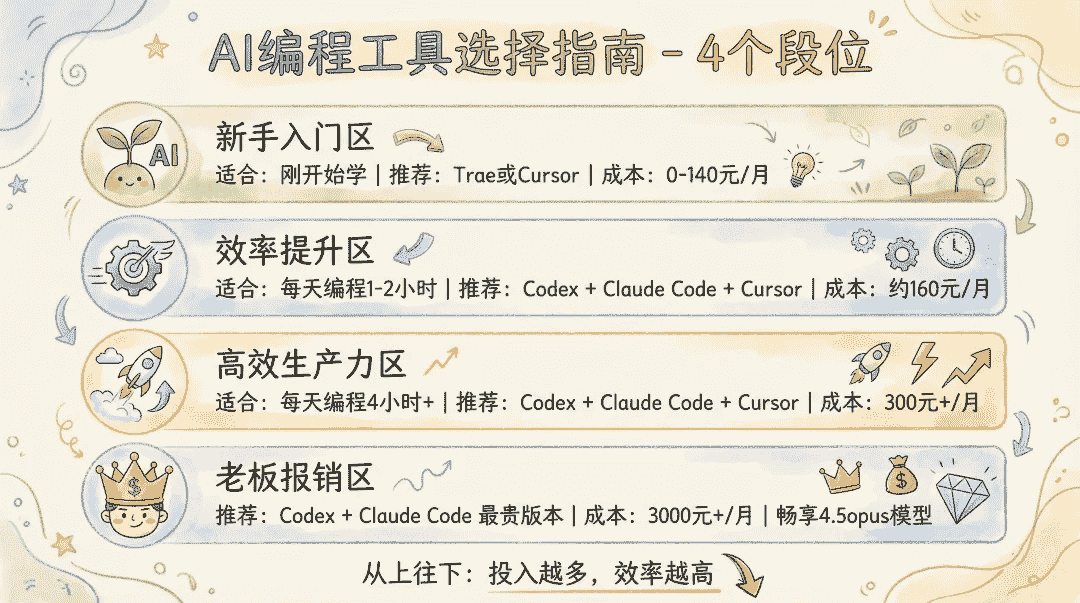 AI编程工具选择指南 - 4个段位
AI
新手入门区
适合：刚开始学 | 推荐：Trae或Cursor | 成本：0-140元/月
效率提升区
适合：每天编程1-2小时 | 推荐：Codex + Claude Code + Cursor | 成本：约160元/月
高效生产力区
适合：每天编程4小时+ | 推荐：Codex + Claude Code + Cursor | 成本：300元+/月
$
老板报销区
$
推荐：Codex + Claude Code 最贵版本 | 成本：3000元+/月 | 畅享4.5opus模型
从上往下：投入越多，效率越高